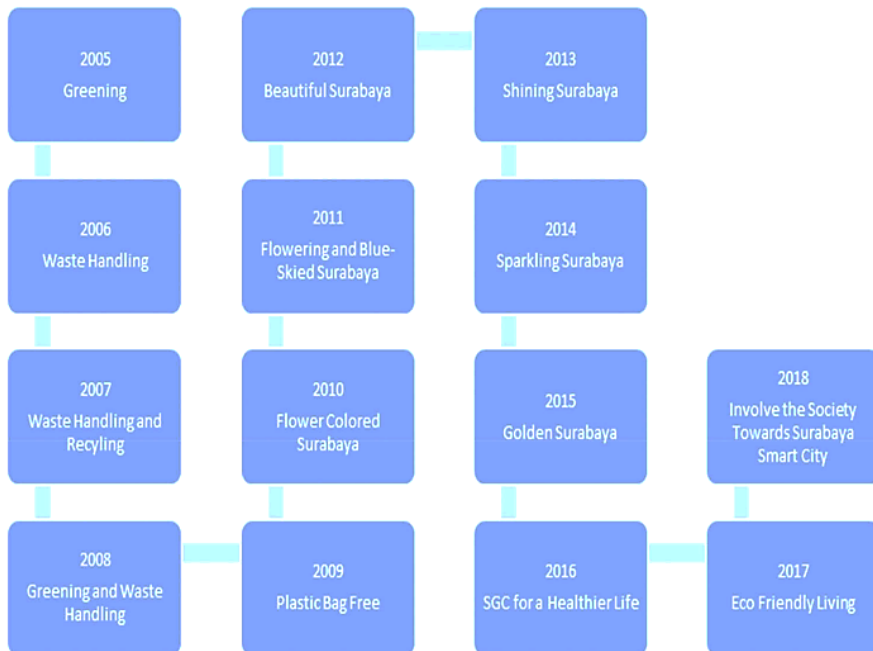 2005
Greening
2006
Waste Handling
2007
Waste Handling and
Recyling
2008
Greening and Waste
Handling
2009
Plastic Bag Free
2010
Flower Colored
Surabaya
2011
Flowering and Blue-
Skied Surabaya
2012
Beautiful Surabaya
2013
Shining Surabaya
2014
Sparkling Surabaya
2015
Golden Surabaya
2016
SGC for a Healthier Life
2017
Eco Friendly Living
2018
Involve the Society
Towards Surabaya
Smart City